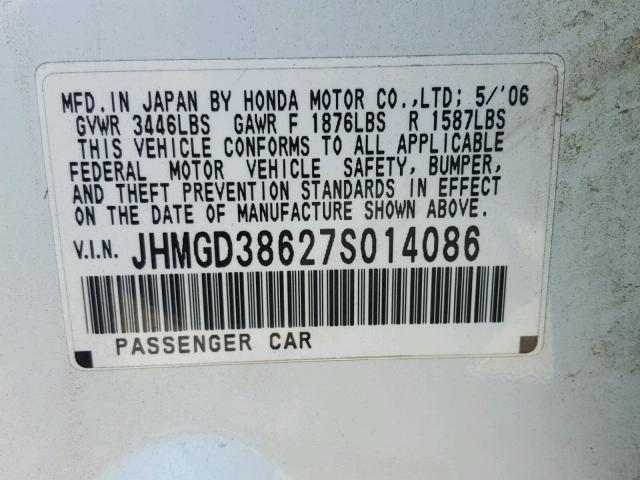 MFD. IN JAPAN BY HONDA MOTOR CO.,LTD; 5/'06
GVWR 3446LBS GAWR F 1876LBS R 1587LBS
THIS VEHICLE CONFORMS TO ALL APPLICABLE
FEDERAL MOTOR VEHICLE SAFETY, BUMPER,
AND THEFT PREVENTION STANDARDS IN EFFECT
ON THE DATE OF MANUFACTURE SHOWN ABOVE.
V.I.N. JHMGD38627S014086
PASSENGER CAR